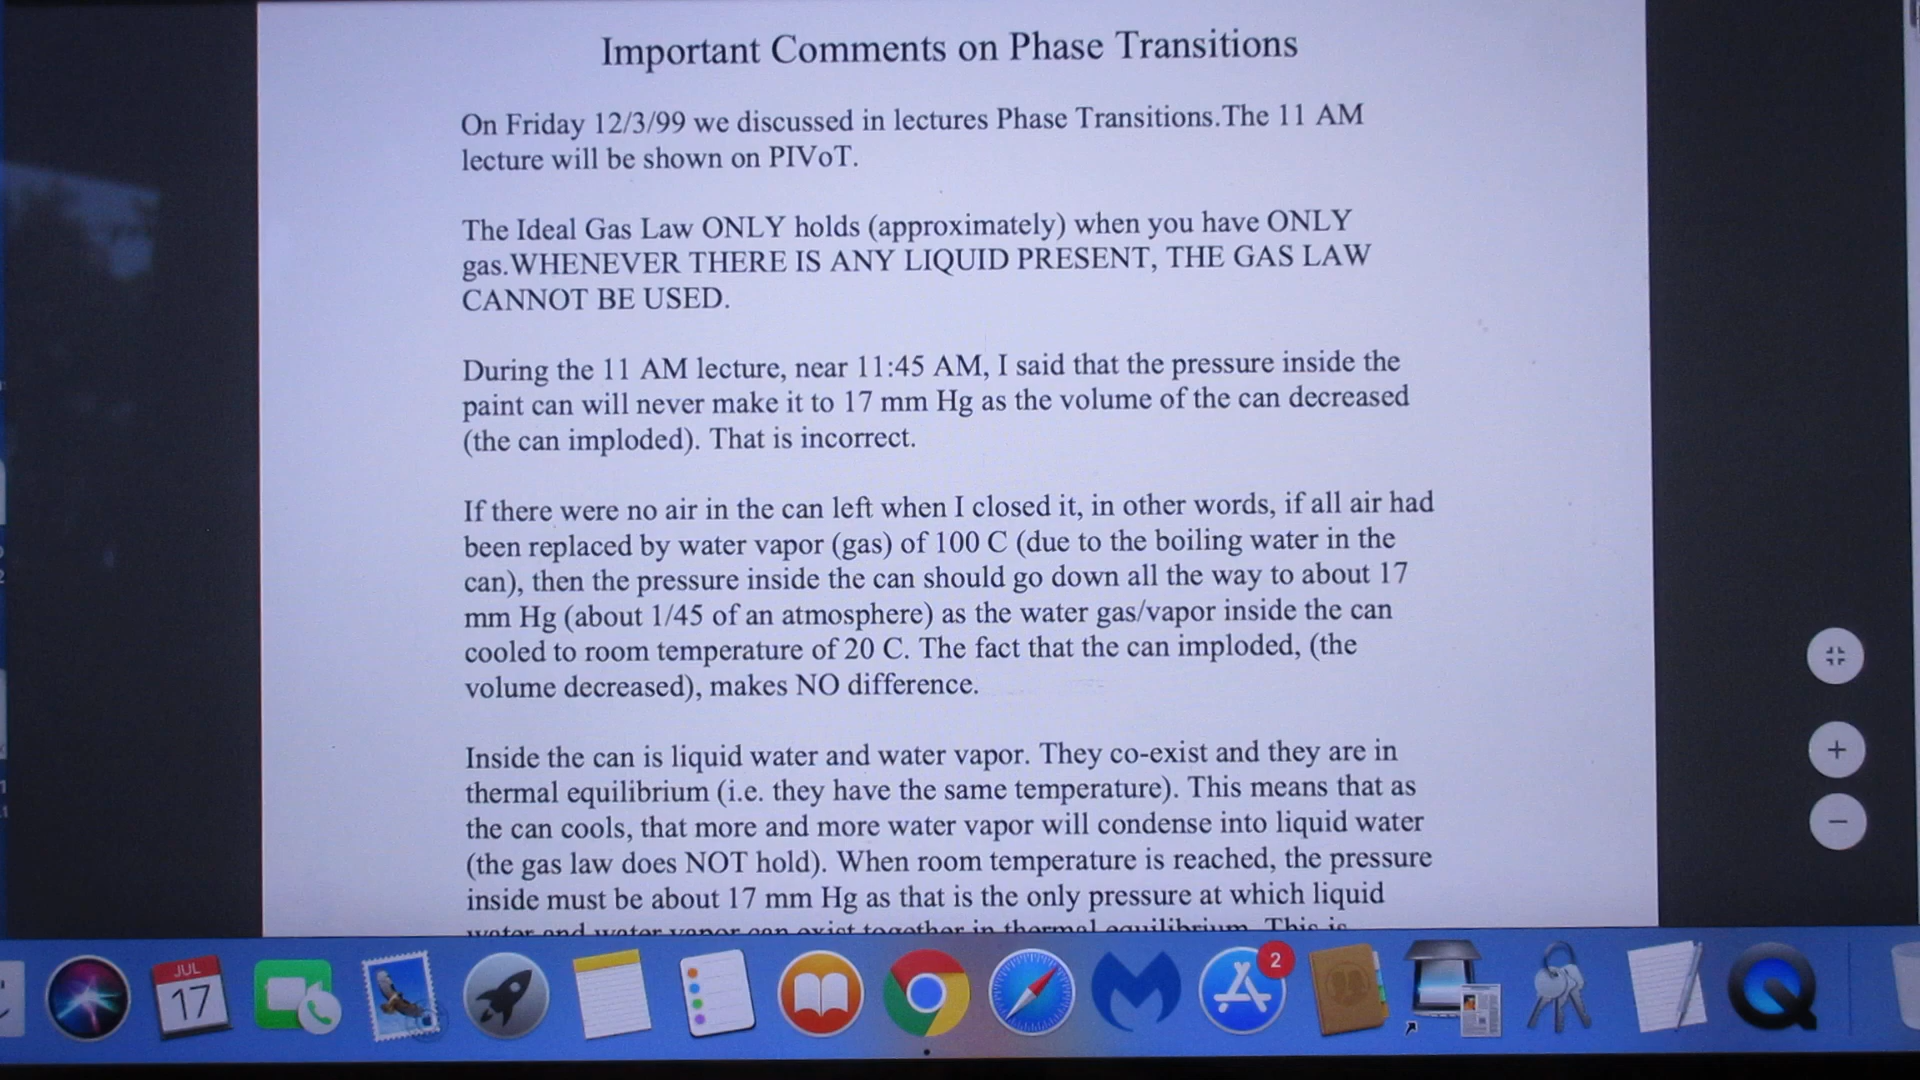 Important Comments on Phase Transitions
On Friday 12/3/99 we discussed in lectures Phase Transitions.The 11 AM
lecture will be shown on PIVoT.
The Ideal Gas Law ONLY holds (approximately) when you have ONLY
gas.WHENEVER THERE IS ANY LIQUID PRESENT, THE GAS LAW
CANNOT BE USED.
During the 11 AM lecture, near 11:45 AM, I said that the pressure inside the
paint can will never make it to 17 mm Hg as the volume of the can decreased
(the can imploded). That is incorrect.
If there were no air in the can left when I closed it, in other words, if all air had
been replaced by water vapor (gas) of 100 C (due to the boiling water in the
can), then the pressure inside the can should go down all the way to about 17
mm Hg (about 1/45 of an atmosphere) as the water gas/vapor inside the can
cooled to room temperature of 20 C. The fact that the can imploded, (the
volume decreased), makes NO difference.
Inside the can is liquid water and water vapor. They co-exist and they are in
thermal equilibrium (i.e. they have the same temperature). This means that as
the can cools, that more and more water vapor will condense into liquid water
(the gas law does NOT hold). When room temperature is reached, the pressure
inside must be about 17 mm Hg as that is the only pressure at which liquid
water and water vapor can exist together in thermal equilibrium. This is
JUL
17
2